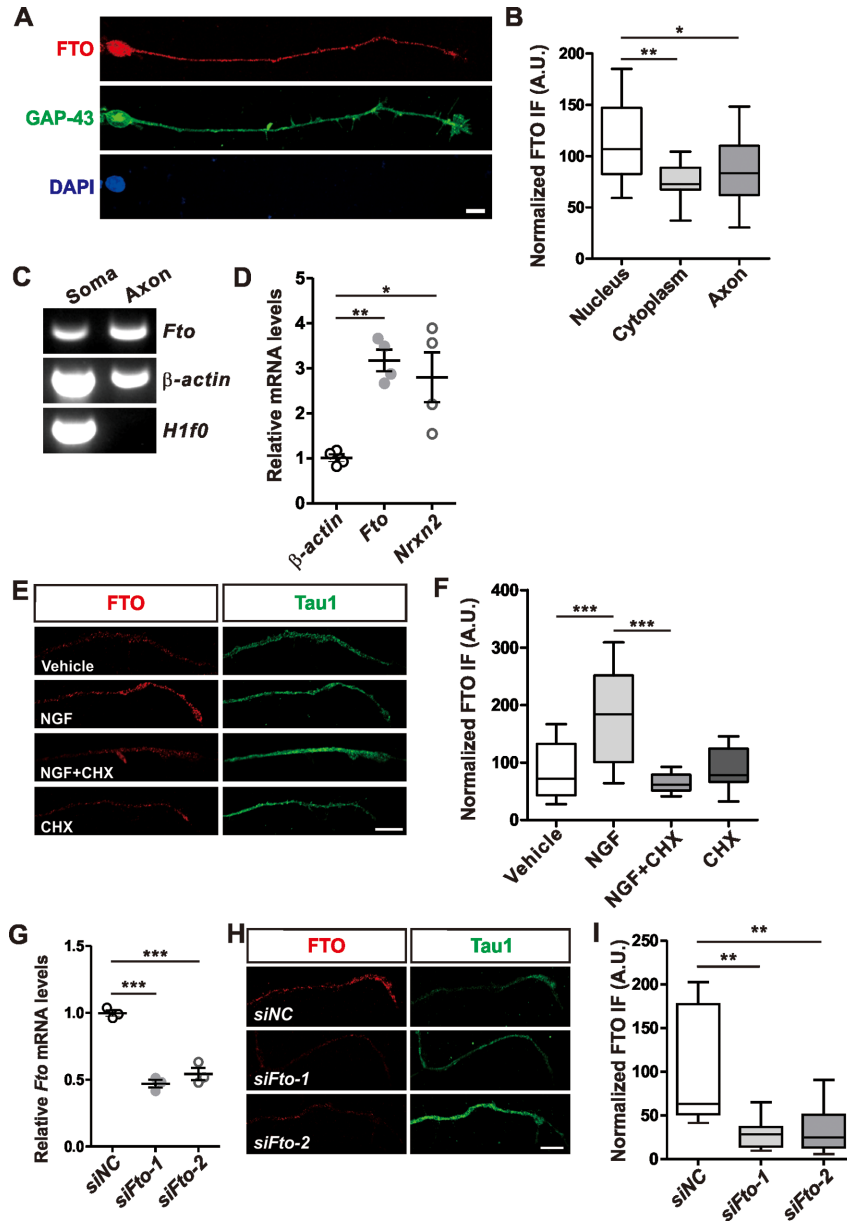 A
FTO
GAP-43
DAPI
B
Normalized FTO IF (A.U.)
200
150
100
50
0
*
**
Nucleus
Cytoplasm
Axon
C
Soma
Axon
Fto
β-actin
H1f0
D
Relative mRNA levels
5
4
3
2
1
0
*
**
β-actin
Fto
Nrxn2
E
FTO
Tau1
Vehicle
NGF
NGF+CHX
CHX
F
Normalized FTO IF (A.U.)
400
300
200
100
0
***
***
Vehicle
NGF
NGF+CHX
CHX
G
Relative Fto mRNA levels
1.5
1.0
0.5
0.0
***
***
siNC
siFto-1
siFto-2
H
FTO
Tau1
siNC
siFto-1
siFto-2
I
Normalized FTO IF (A.U.)
250
200
150
100
50
0
**
**
siNC
siFto-1
siFto-2